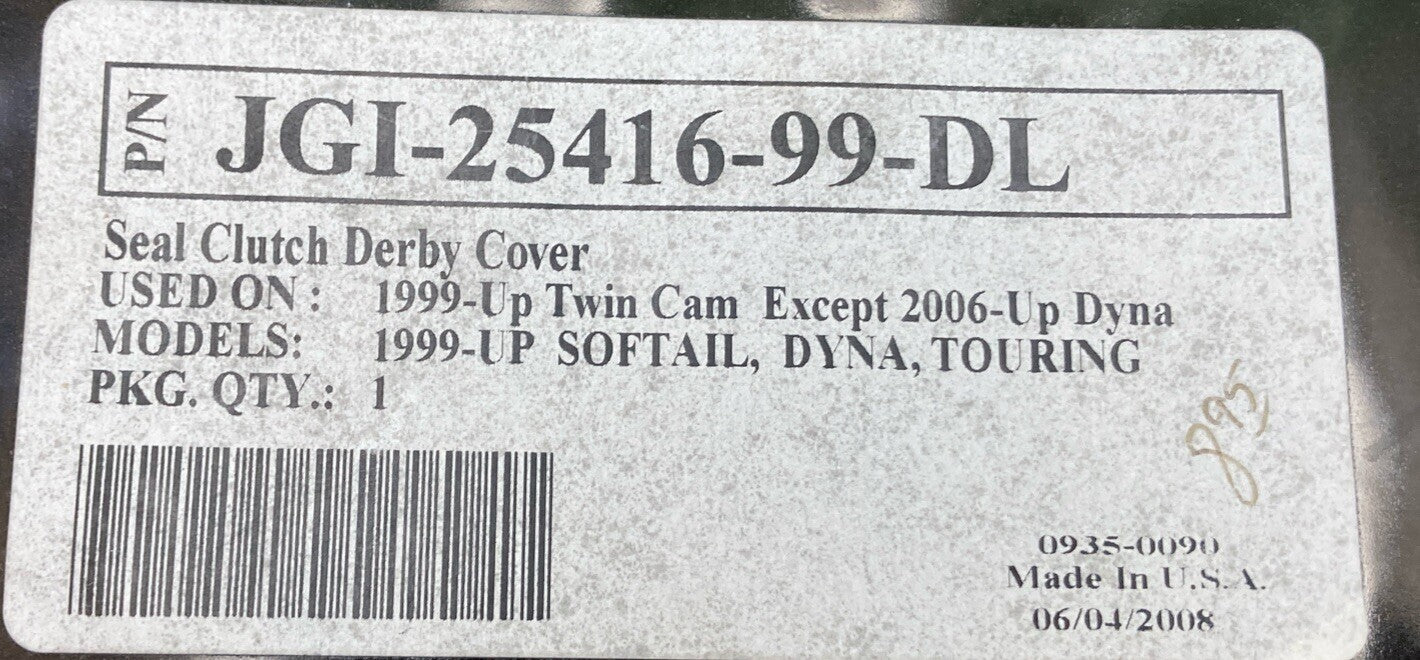 P/N JGI-25416-99-DL
Seal Clutch Derby Cover
USED ON : 1999-Up Twin Cam Except 2006-Up Dyna
MODELS: 1999-UP SOFTAIL, DYNA, TOURING
PKG. QTY.: 1
895
0935-0090
Made In U.S.A.
06/04/2008